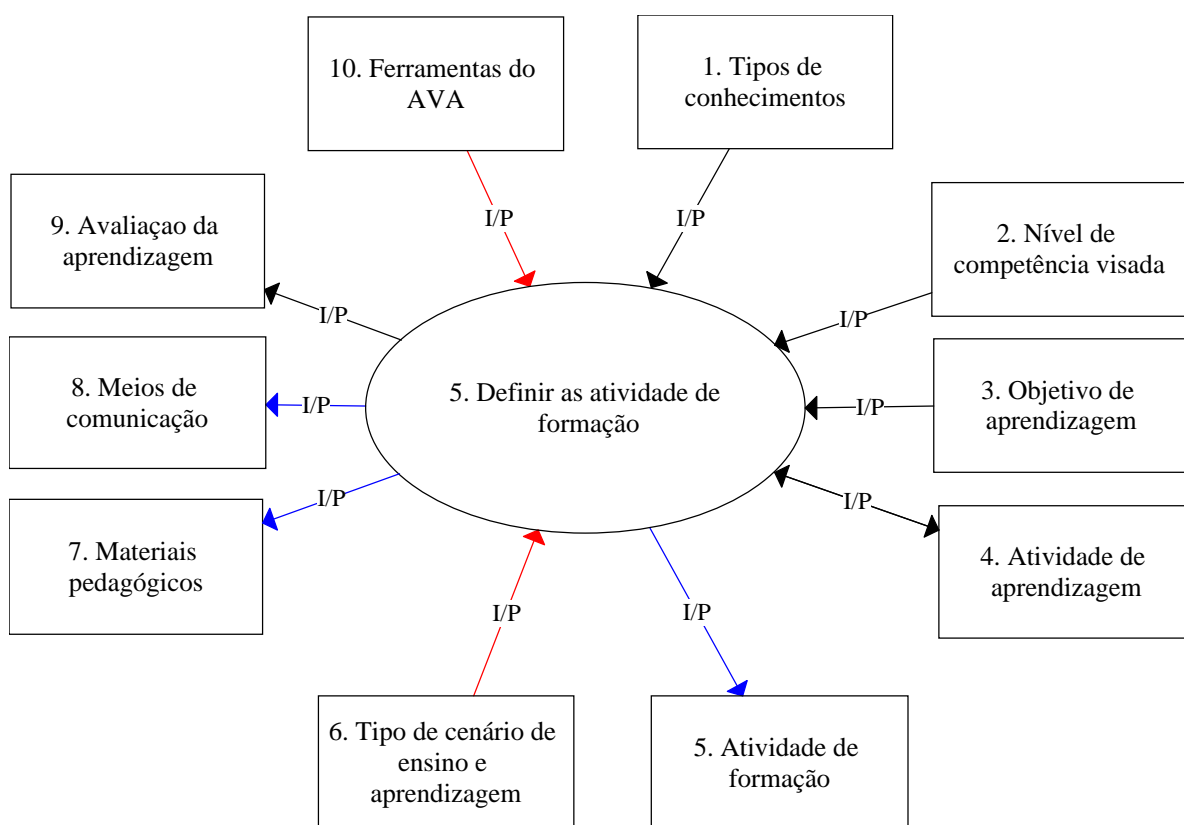 10. Ferramentas do
AVA
1. Tipos de
conhecimentos
I/P
I/P
9. Avaliaçao da
aprendizagem
2. Nível de
competência visada
I/P
I/P
8. Meios de
comunicação
I/P
5. Definir as atividade de
formação
I/P
3. Objetivo de
aprendizagem
7. Materiais
pedagógicos
I/P
I/P
4. Atividade de
aprendizagem
I/P
I/P
6. Tipo de cenário de
ensino e
aprendizagem
5. Atividade de
formação